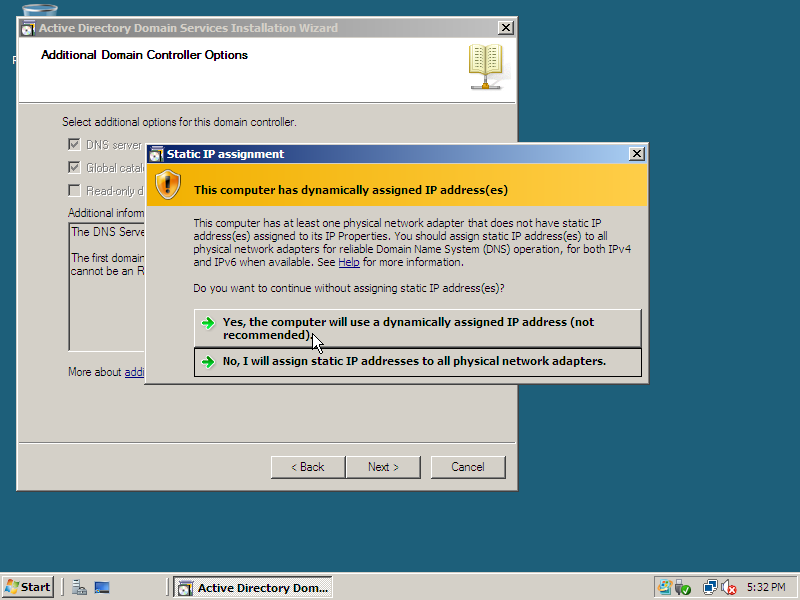 Active Directory Domain Services Installation Wizard
Additional Domain Controller Options
Select additional options for this domain controller.
DNS server
Global
Read-only
Additional
The DNS
The first
cannot be an
More about
Static IP assignment
This computer has dynamically assigned IP address(es)
This computer has at least one physical network adapter that does not have static IP
address(es) assigned to its IP Properties. You should assign static IP address(es) to all
physical network adapters for reliable Domain Name System (DNS) operation, for both IPv4
and IPv6 when available. See Help for more information.
Do you want to continue without assigning static IP address(es)?
Yes, the computer will use a dynamically assigned IP address (not
recommended).
No, I will assign static IP addresses to all physical network adapters.
< Back
Next >
Cancel
Start
Active Directory Dom...
5:32 PM